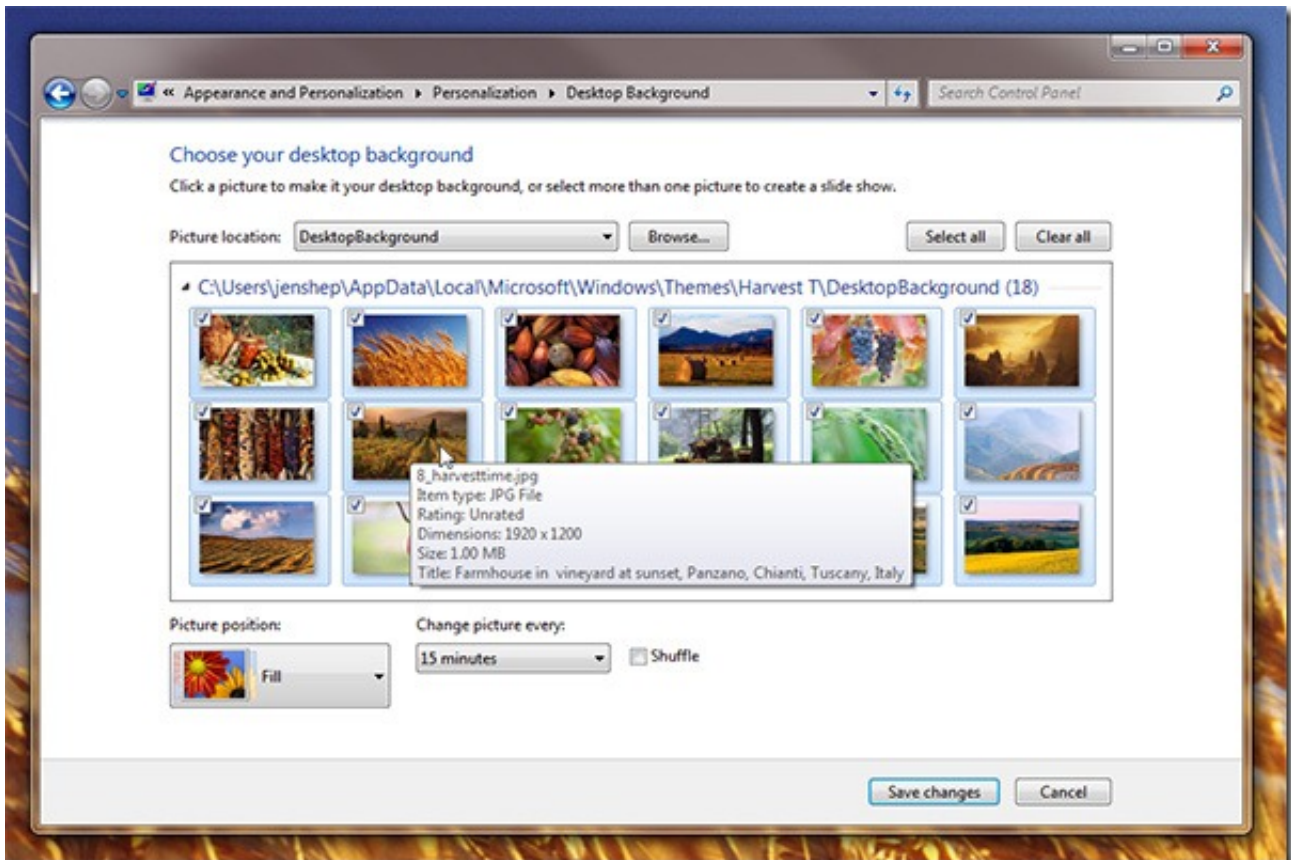 « Appearance and Personalization ▸ Personalization ▸ Desktop Background
Search Control Panel
Choose your desktop background
Click a picture to make it your desktop background, or select more than one picture to create a slide show.
Picture location: DesktopBackground Browse... Select all Clear all
C:\Users\jenshep\AppData\Local\Microsoft\Windows\Themes\Harvest T\DesktopBackground (18)
8_harvesttime.jpg
Item type: JPG File
Rating: Unrated
Dimensions: 1920 x 1200
Size: 1.00 MB
Title: Farmhouse in vineyard at sunset, Panzano, Chianti, Tuscany, Italy
Picture position: Change picture every:
Fill 15 minutes Shuffle
Save changes Cancel